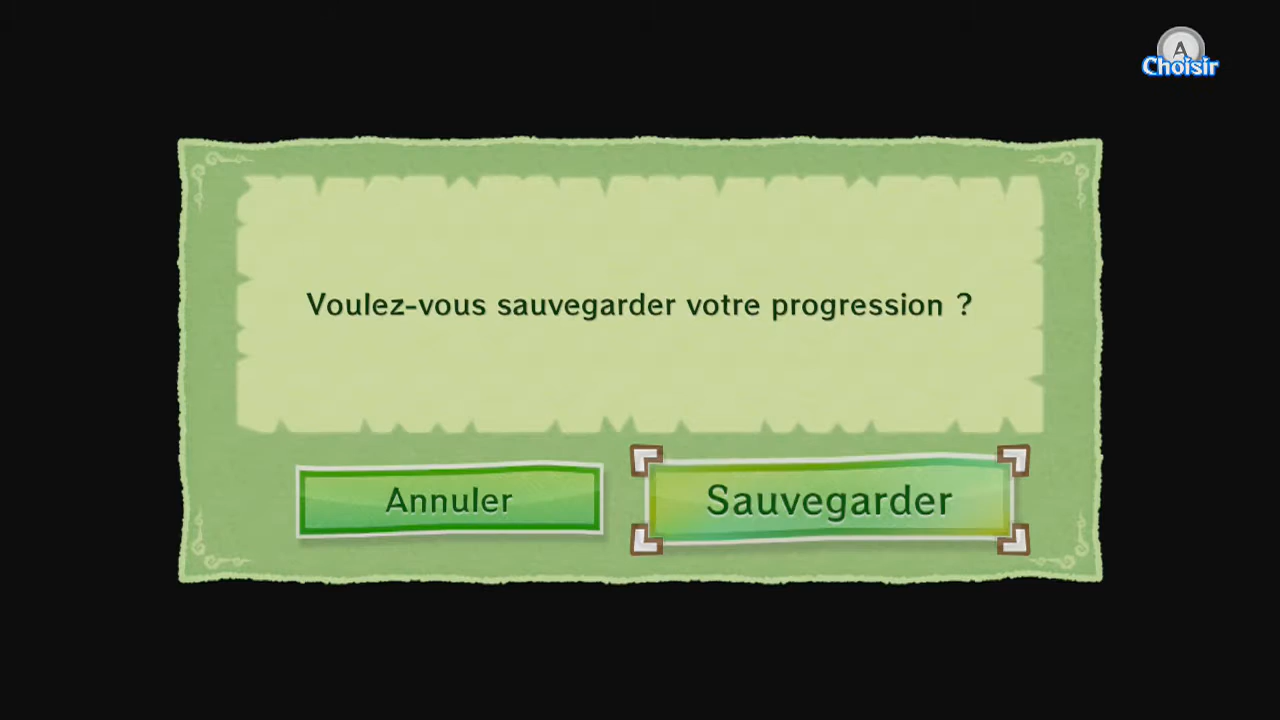 A
Choisir
Voulez-vous sauvegarder votre progression ?
Annuler
Sauvegarder